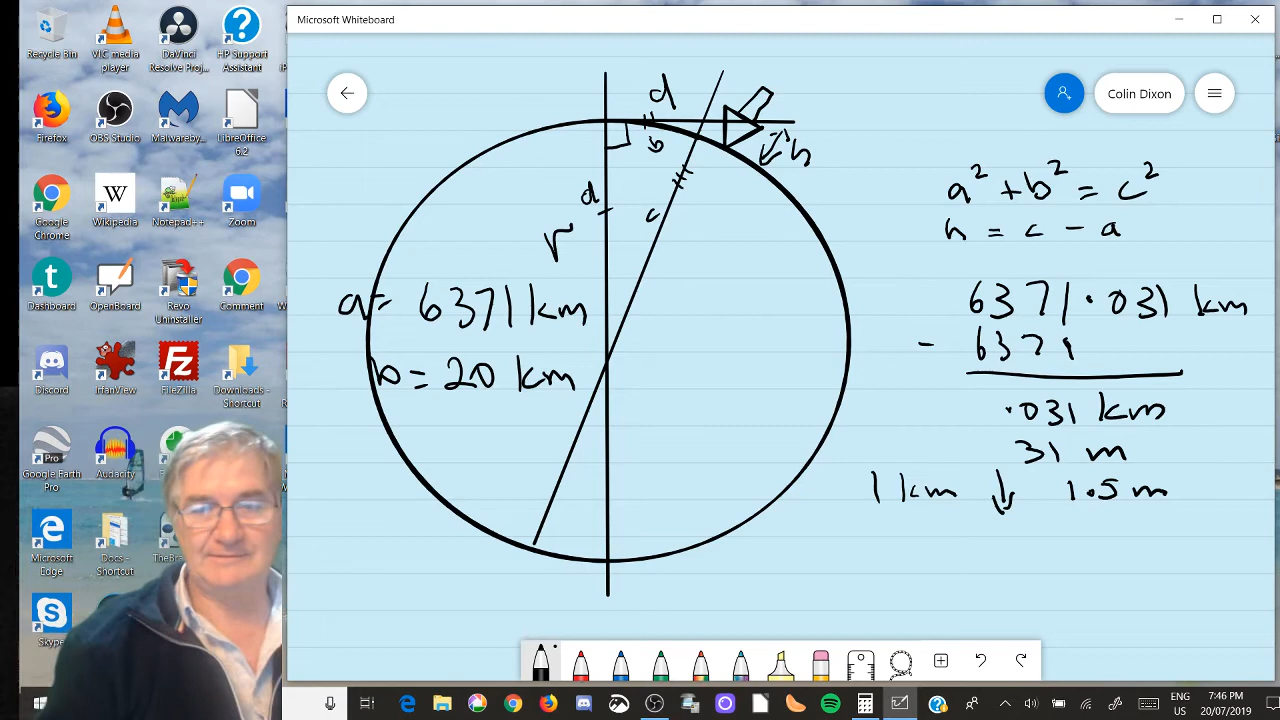 Microsoft Whiteboard
Recycle Bin
VLC media player
DaVinci Resolve Proj...
HP Support Assistant
Firefox
OBS Studio
Malwareby...
LibreOffice 6.2
Google Chrome
Wikipedia
Notepad++
Zoom
Dashboard
OpenBoard
Revo Uninstaller
Comment
Discord
IrfanView
FileZilla
Downloads - Shortcut
Google Earth Pro
Audacity
Microsoft Edge
Docs - Shortcut
TheBra
Skype
Colin Dixon
d
b
h
a² + b² = c²
h = c - a
c
r
a= 6371 km
b = 20 km
6371.031 km
- 6371
.031 km
31 m
1 km ↓ 1.5 m
ENG
US
7:46 PM
20/07/2019